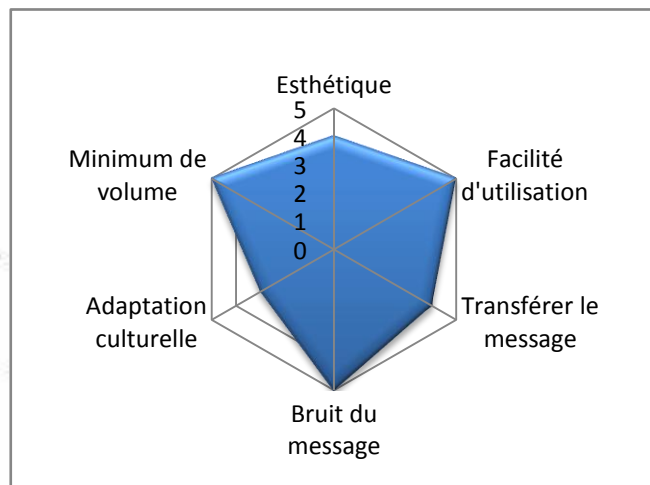 Esthétique
5
4
3
2
1
0
Facilité
d'utilisation
Transférer le
message
Bruit du
message
Adaptation
culturelle
Minimum de
volume